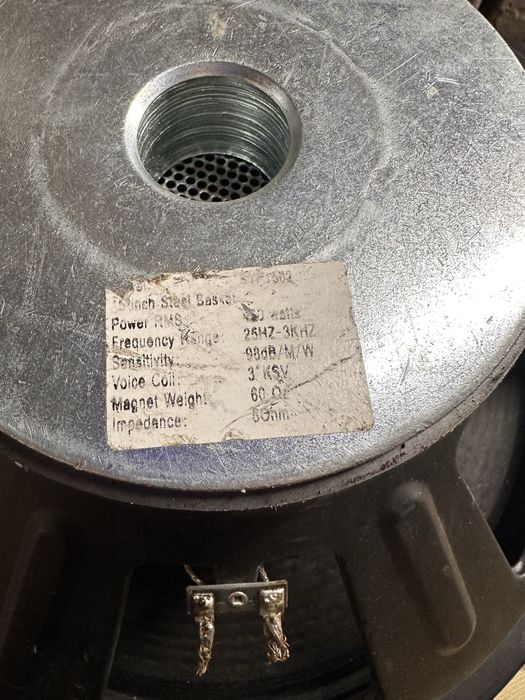 Steel Basket
Power RMS: watts
Frequency Range: 25HZ-3KHZ
Sensitivity: 98dB/M/W
Voice Coil: 3" KSV
Magnet Weight: 60 OZ
Impedance: 8Ohm